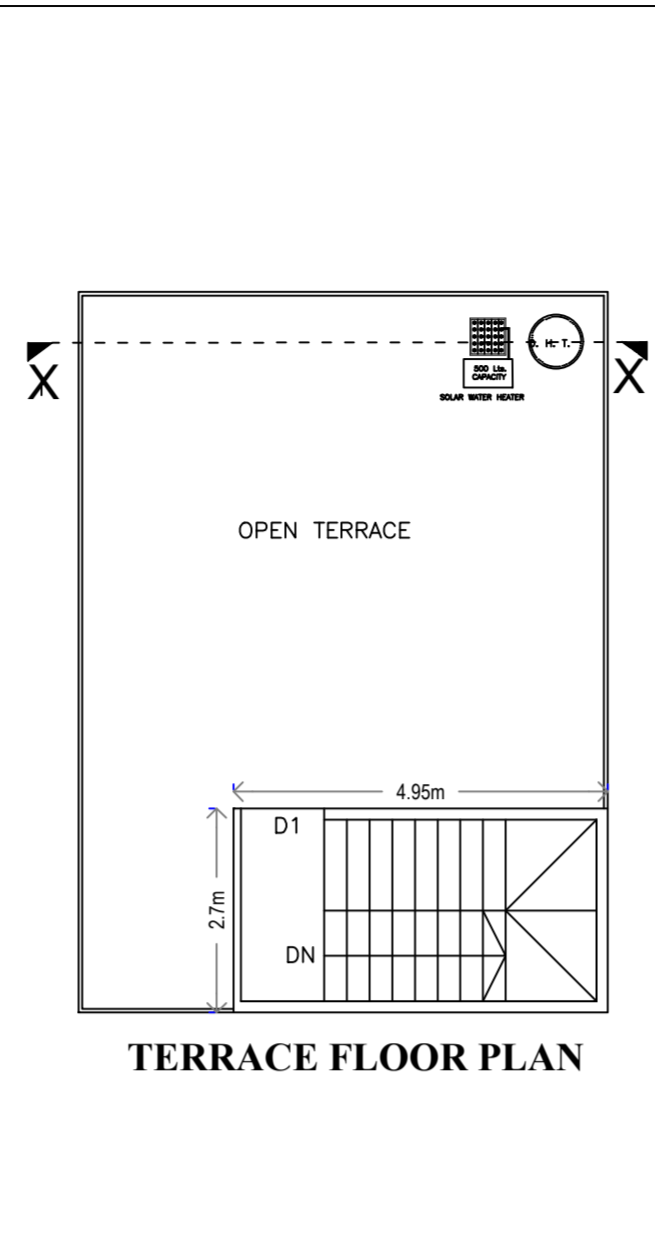 O. H. T.
500 Lts.
CAPACITY
X
X
SOLAR WATER HEATER
OPEN TERRACE
4.95m
D1
2.7m
DN
TERRACE FLOOR PLAN